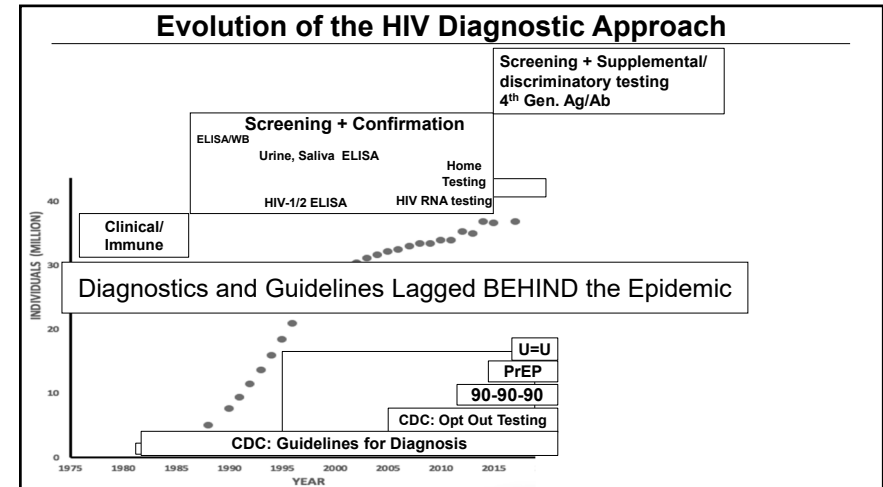 Evolution of the HIV Diagnostic Approach
Screening + Supplemental/
discriminatory testing
4th Gen. Ag/Ab
Screening + Confirmation
ELISA/WB
Urine, Saliva ELISA
Home
Testing
HIV-1/2 ELISA
HIV RNA testing
Clinical/
Immune
INDIVIDUALS (MILLION)
40
30
20
10
0
Diagnostics and Guidelines Lagged BEHIND the Epidemic
U=U
PrEP
90-90-90
CDC: Opt Out Testing
CDC: Guidelines for Diagnosis
1975 1980 1985 1990 1995 2000 2005 2010 2015
YEAR